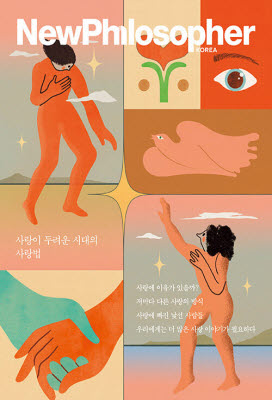 NewPhilosopher
KOREA
사랑이 두려운 시대의
사랑법
사랑에 이유가 있을까?
저마다 다른 사랑의 방식
사랑에 빠진 낯선 사람들
우리에게는 더 많은 사랑 이야기가 필요하다